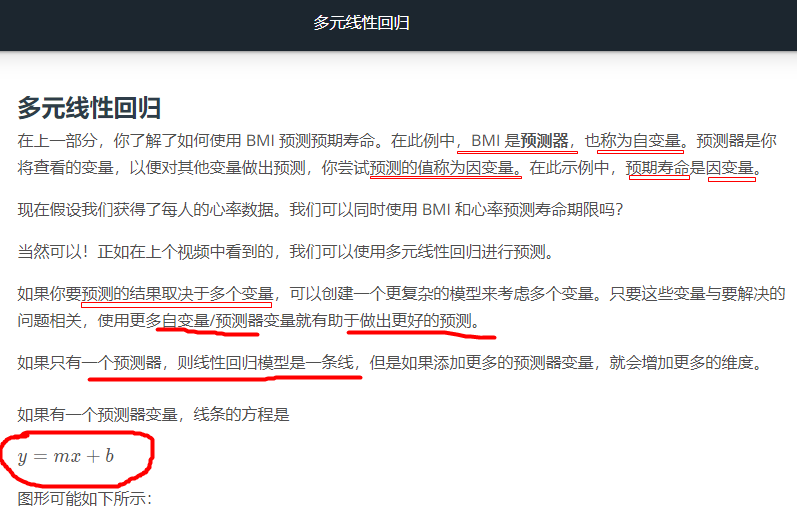 多元线性回归
多元线性回归
在上一部分，你了解了如何使用 BMI 预测预期寿命。在此例中，BMI 是预测器，也称为自变量。预测器是你
将查看的变量，以便对其他变量做出预测，你尝试预测的值称为因变量。在此示例中，预期寿命是因变量。
现在假设我们获得了每人的心率数据。我们可以同时使用 BMI 和心率预测寿命期限吗？
当然可以！正如在上个视频中看到的，我们可以使用多元线性回归进行预测。
如果你要预测的结果取决于多个变量，可以创建一个更复杂的模型来考虑多个变量。只要这些变量与要解决的
问题相关，使用更多自变量/预测器变量就有助于做出更好的预测。
如果只有一个预测器，则线性回归模型是一条线，但是如果添加更多的预测器变量，就会增加更多的维度。
如果有一个预测器变量，线条的方程是
y = mx + b
图形可能如下所示：